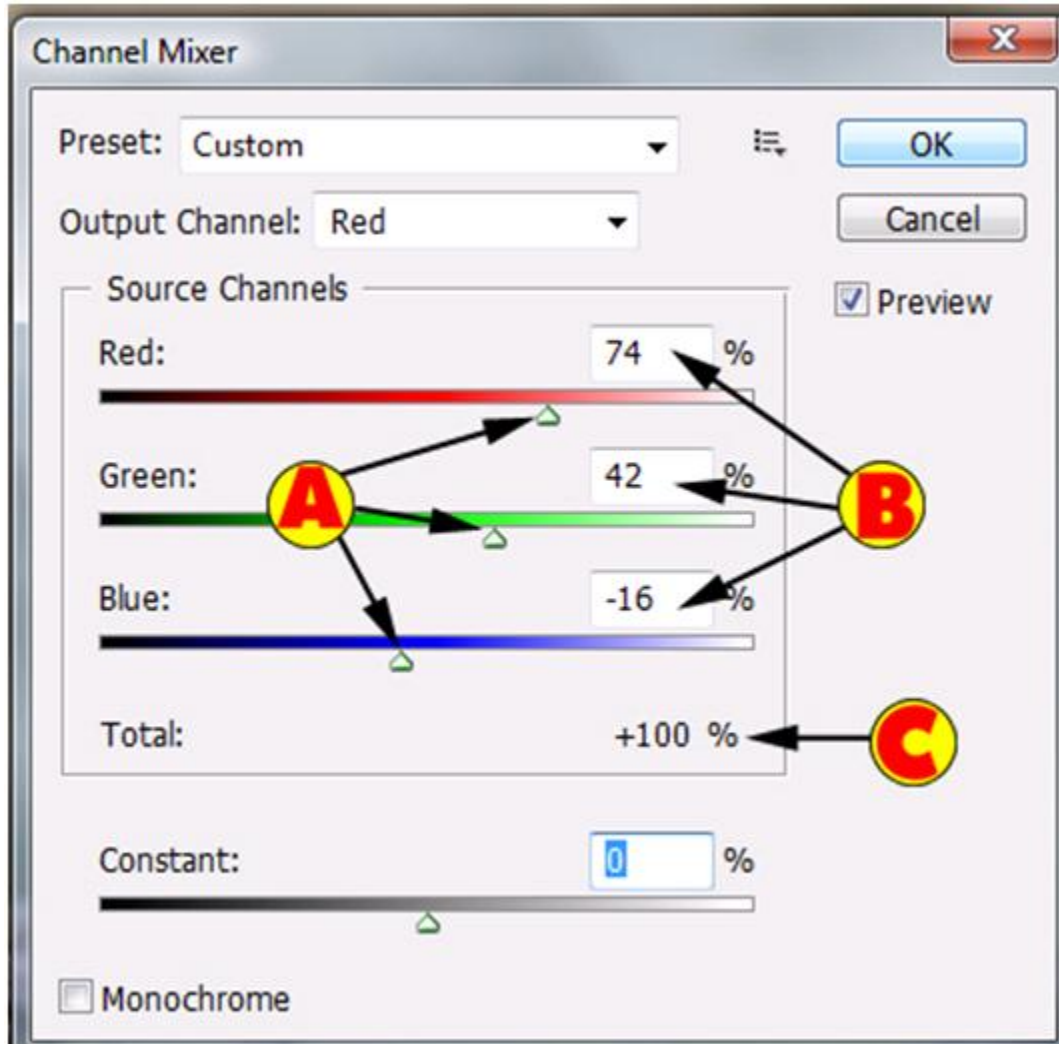 Channel Mixer
X
Preset: Custom
OK
Output Channel: Red
Cancel
Source Channels
Preview
Red: 74 %
A
Green: 42 %
B
Blue: -16 %
Total: +100 %
C
Constant: 0 %
Monochrome